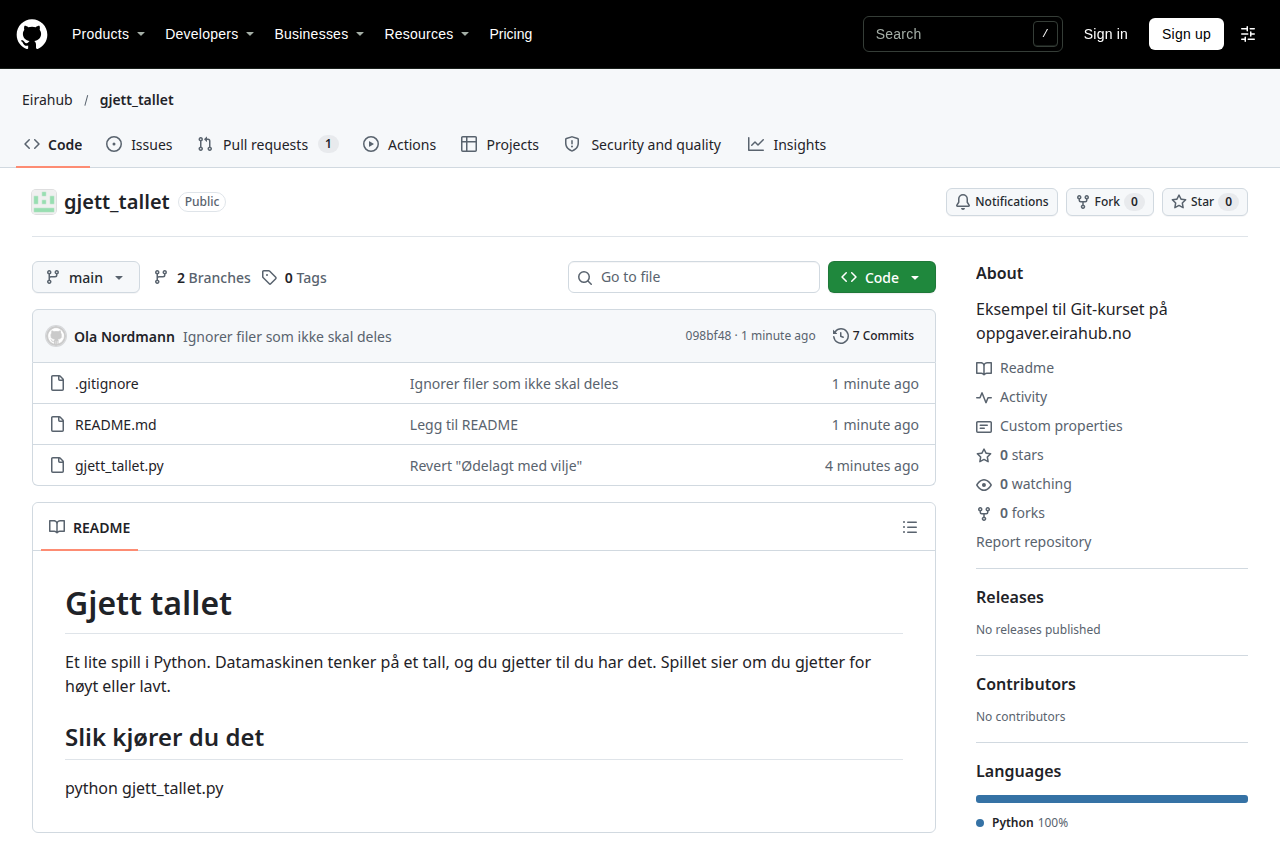 Products Developers Businesses Resources Pricing Search / Sign in Sign up
Eirahub / gjett_tallet
Code Issues Pull requests 1 Actions Projects Security and quality Insights
gjett_tallet Public Notifications Fork 0 Star 0
main 2 Branches 0 Tags Go to file Code
Ola Nordmann Ignorer filer som ikke skal deles 098bf48 · 1 minute ago 7 Commits
.gitignore Ignorer filer som ikke skal deles 1 minute ago
README.md Legg til README 1 minute ago
gjett_tallet.py Revert "Ødelagt med vilje" 4 minutes ago
README
Gjett tallet
Et lite spill i Python. Datamaskinen tenker på et tall, og du gjetter til du har det. Spillet sier om du gjetter for
høyt eller lavt.
Slik kjører du det
python gjett_tallet.py
About
Eksempel til Git-kurset på
oppgaver.eirahub.no
Readme
Activity
Custom properties
0 stars
0 watching
0 forks
Report repository
Releases
No releases published
Contributors
No contributors
Languages
Python 100%